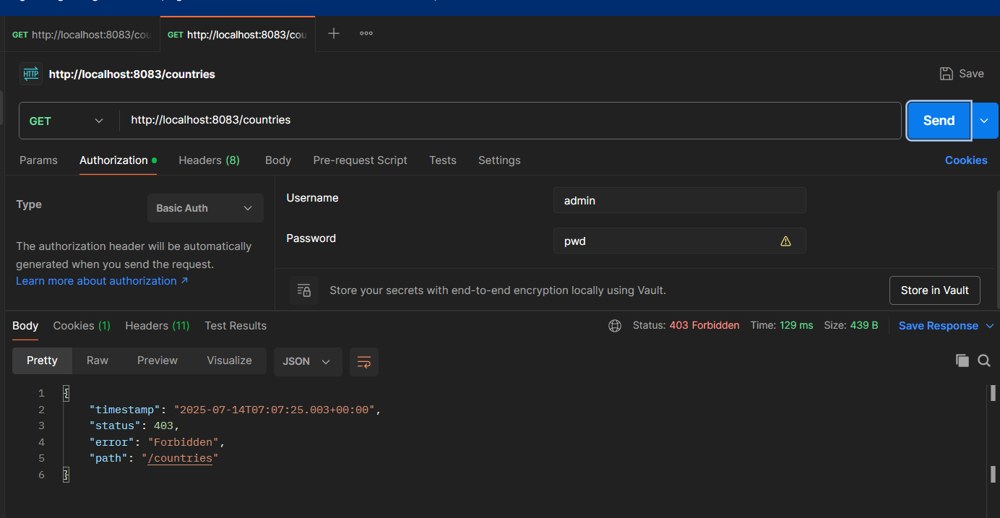 GET http://localhost:8083/cou GET http://localhost:8083/cou
HTTP http://localhost:8083/countries Save
GET http://localhost:8083/countries Send
Params Authorization Headers (8) Body Pre-request Script Tests Settings Cookies
Type Basic Auth
The authorization header will be automatically
generated when you send the request.
Learn more about authorization ↗
Username admin
Password pwd
Store your secrets with end-to-end encryption locally using Vault. Store in Vault
Body Cookies (1) Headers (11) Test Results Status: 403 Forbidden Time: 129 ms Size: 439 B Save Response
Pretty Raw Preview Visualize JSON
1 {
2 "timestamp": "2025-07-14T07:07:25.003+00:00",
3 "status": 403,
4 "error": "Forbidden",
5 "path": "/countries"
6 }